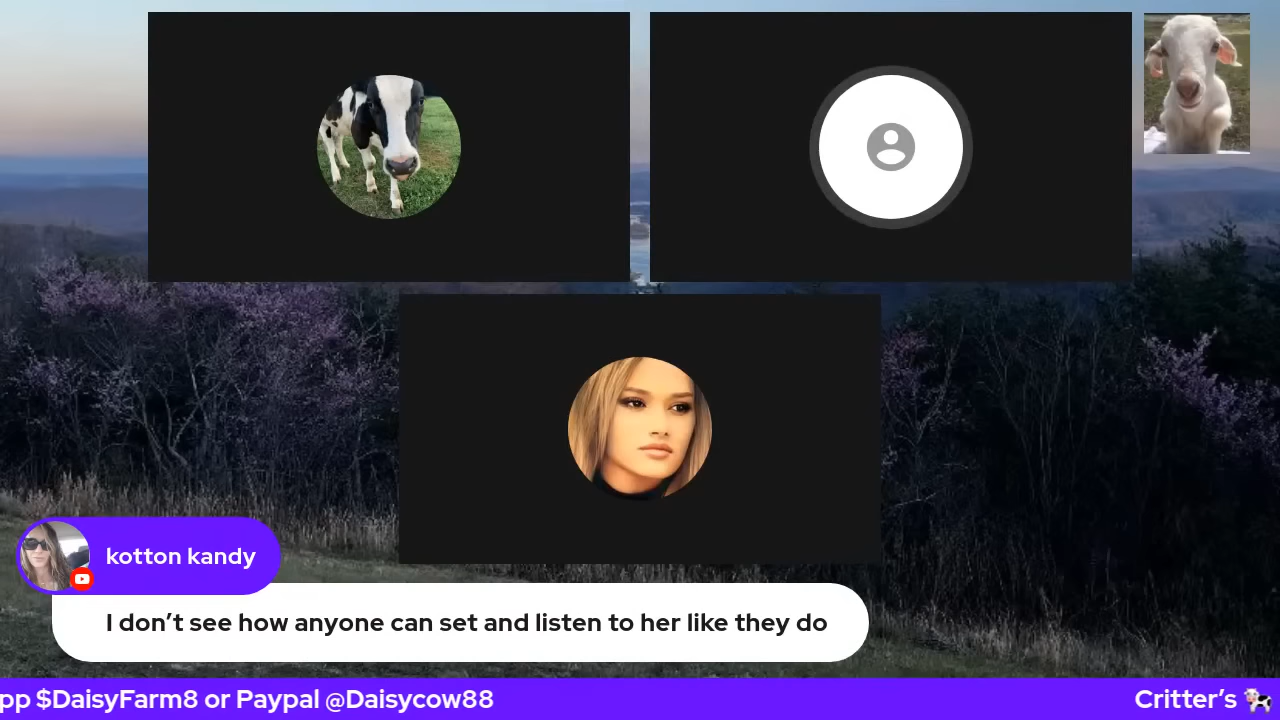 kotton kandy
I don’t see how anyone can set and listen to her like they do
pp $DaisyFarm8 or Paypal @Daisycow88
Critter’s